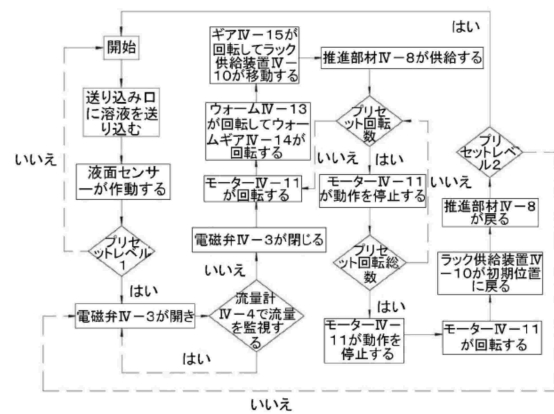 開始
送り込み口
に溶液を送
り込む
液面センサ
ーが作動する
プリセ
ットレベル
1
はい
いいえ
電磁弁Ⅳ-3が開き
流量計
Ⅳ-4で流量
を監視す
る
はい
いいえ
電磁弁Ⅳ-3が閉じる
モーターⅣ-11
が回転する
ウォームⅣ-13
が回転してウォー
ムギアⅣ-14が
回転する
ギアⅣ-15が
回転してラック
供給装置Ⅳ-
10が移動する
推進部材Ⅳ-8が供給する
プリセ
ット回転
数
いいえ
はい
モーターⅣ-11
が動作を停止する
いいえ
プリセ
ット回転総
数
はい
モーターⅣ-
11が動作を
停止する
モーターⅣ-11
が回転する
ラック供給装置Ⅳ
-10が初期位置
に戻る
推進部材Ⅳ-8
が戻る
プリ
セットレベ
ル2
はい
いいえ